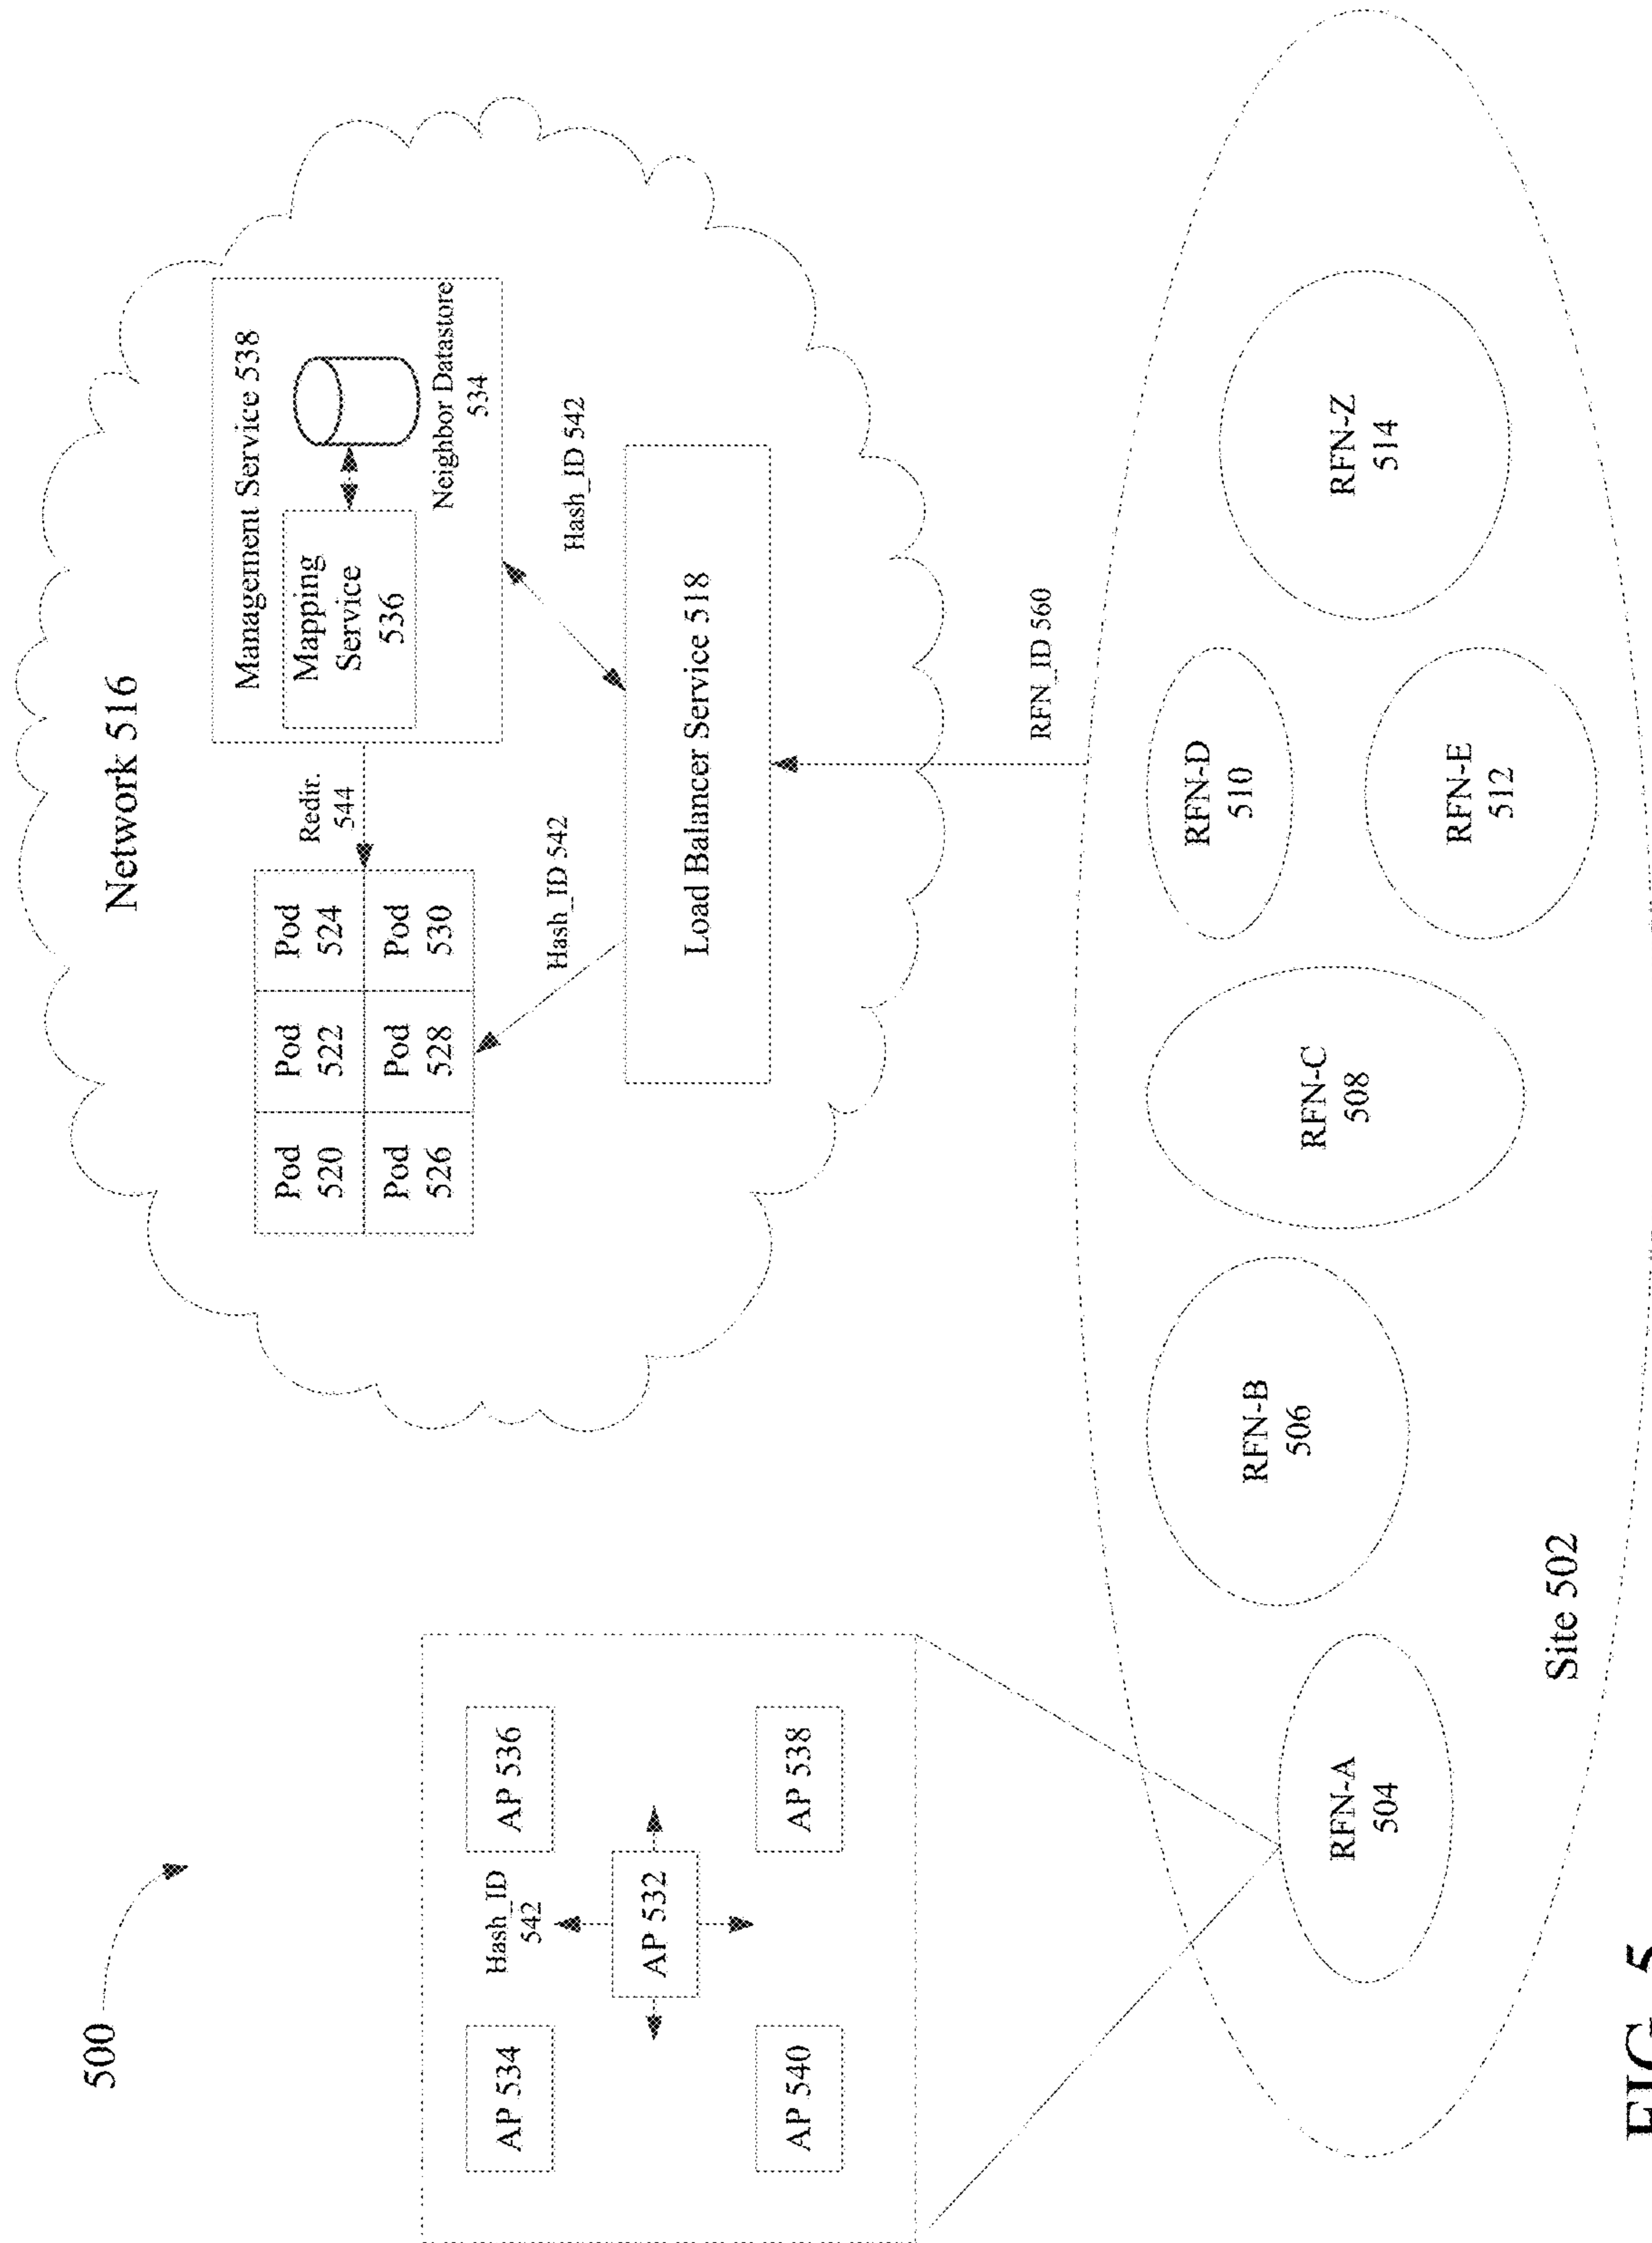 500
Network 516
Management Service 538
Mapping
Service
536
Neighbor Datastore
534
Redir.
544
Pod
520
Pod
522
Pod
524
Pod
526
Pod
528
Pod
530
Hash_ID 542
Hash_ID 542
Load Balancer Service 518
RFN_ID 560
AP 534
Hash_ID
542
AP 536
AP 532
AP 540
AP 538
RFN-A
504
RFN-B
506
RFN-C
508
RFN-D
510
RFN-E
512
RFN-Z
514
Site 502
FIG. 5